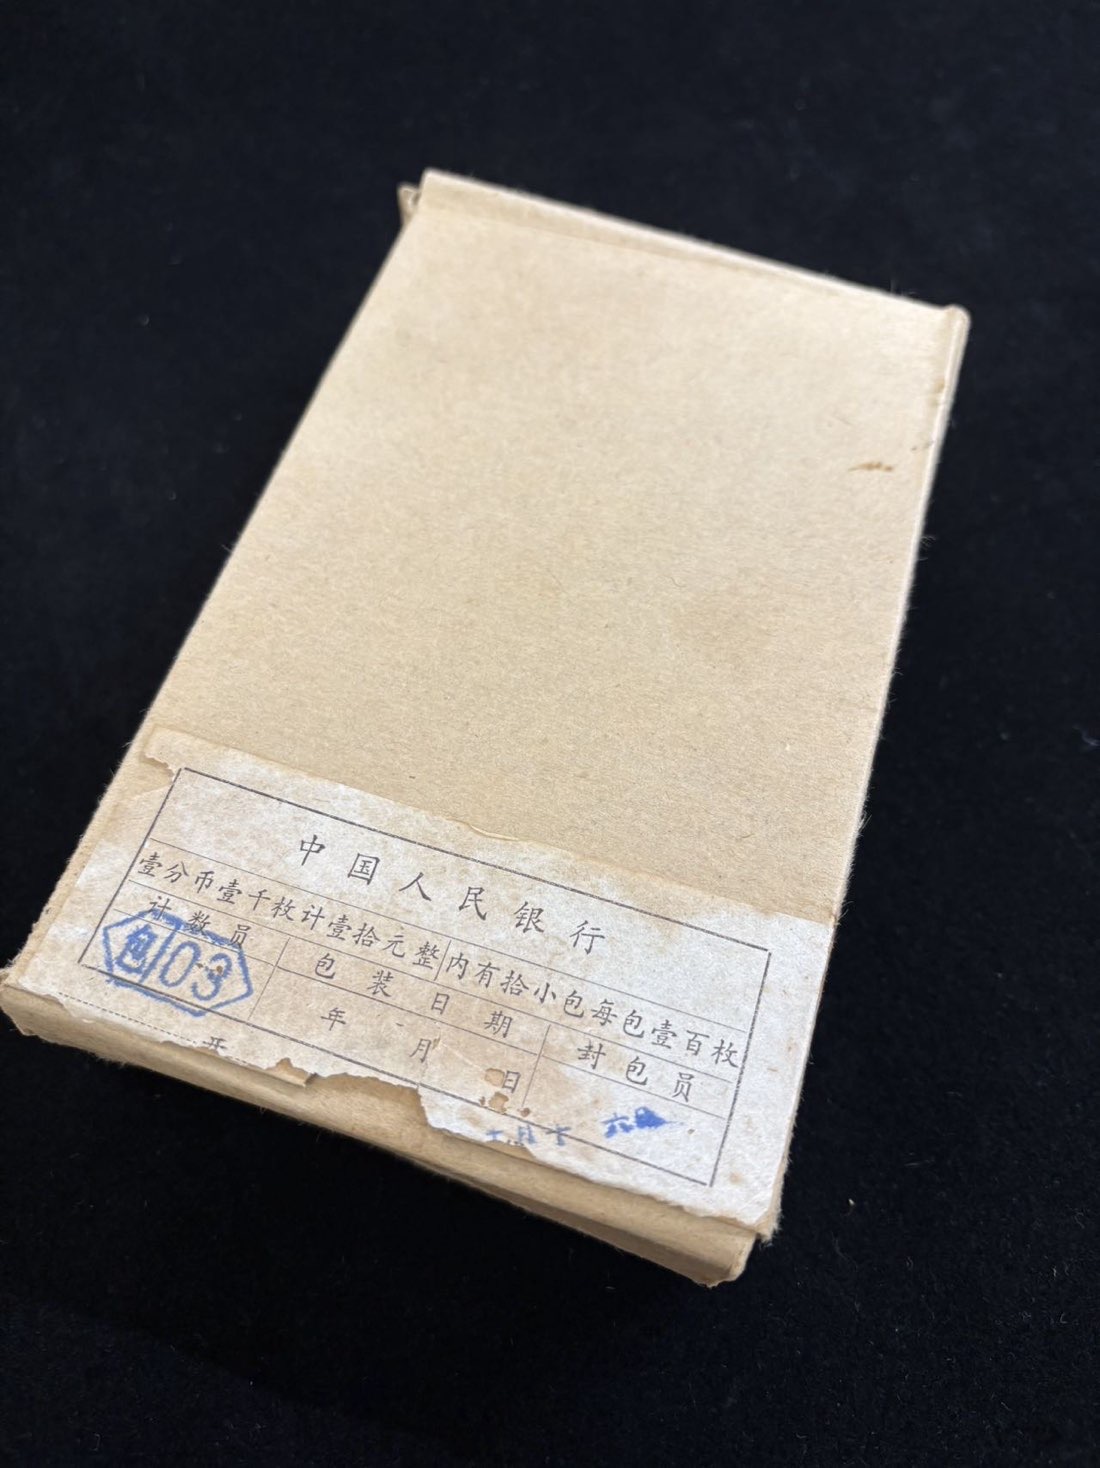 中国人民银行
壹分币壹千枚计壹拾元整 内有拾小包每包壹百枚
计数员 包装日期 封包员
包 03
年 月 日